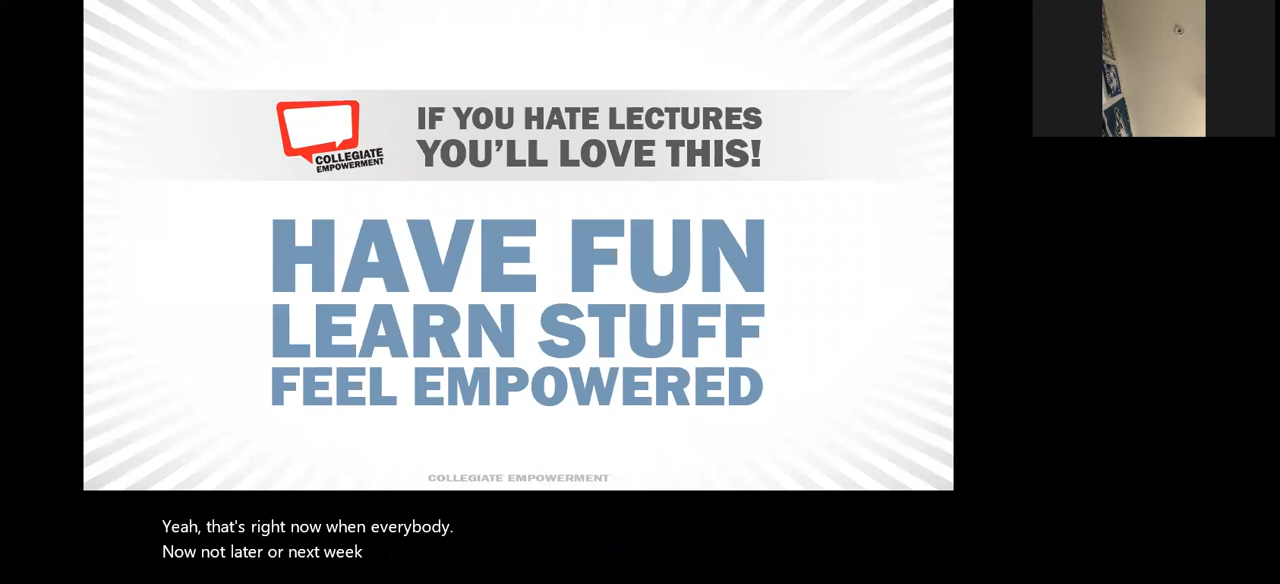 IF YOU HATE LECTURES
YOU'LL LOVE THIS!
COLLEGIATE
EMPOWERMENT
HAVE FUN
LEARN STUFF
FEEL EMPOWERED
COLLEGIATE EMPOWERMENT
Yeah, that's right now when everybody.
Now not later or next week